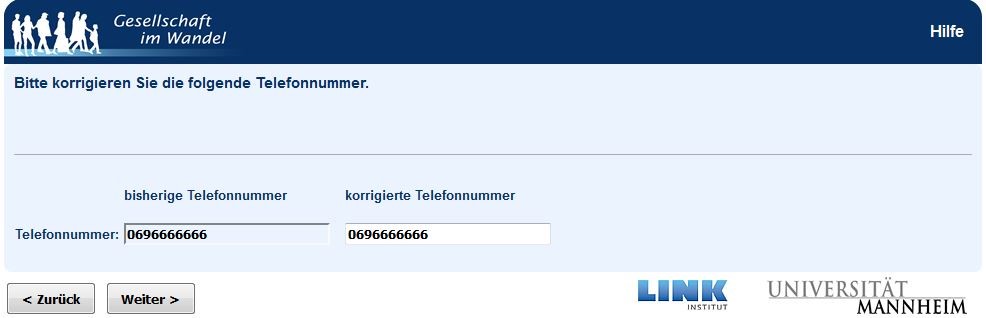 Gesellschaft
im Wandel
Hilfe
Bitte korrigieren Sie die folgende Telefonnummer.
bisherige Telefonnummer korrigierte Telefonnummer
Telefonnummer: 0696666666 0696666666
< Zurück Weiter >
LINK
INSTITUT
UNIVERSITÄT
MANNHEIM